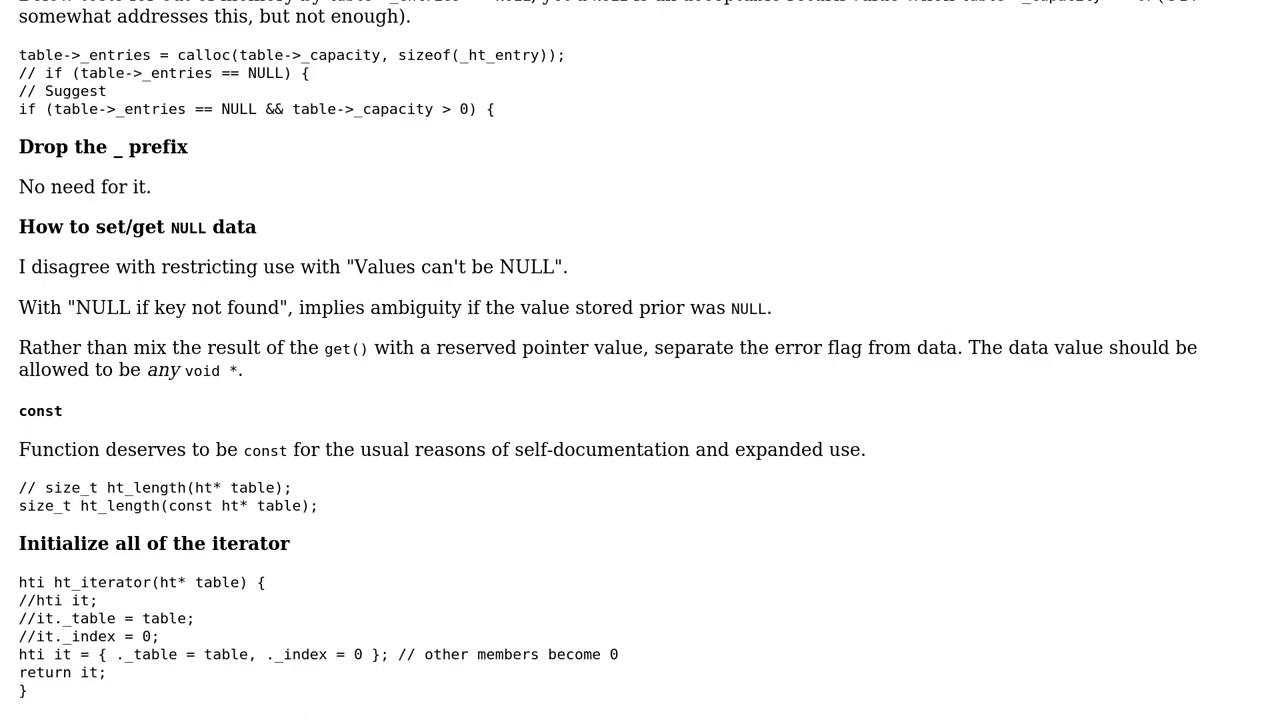 somewhat addresses this, but not enough).
table->_entries = calloc(table->_capacity, sizeof(_ht_entry));
// if (table->_entries == NULL) {
// Suggest
if (table->_entries == NULL && table->_capacity > 0) {
Drop the _ prefix
No need for it.
How to set/get NULL data
I disagree with restricting use with "Values can't be NULL".
With "NULL if key not found", implies ambiguity if the value stored prior was NULL.
Rather than mix the result of the get() with a reserved pointer value, separate the error flag from data. The data value should be
allowed to be any void *.
const
Function deserves to be const for the usual reasons of self-documentation and expanded use.
// size_t ht_length(ht* table);
size_t ht_length(const ht* table);
Initialize all of the iterator
hti ht_iterator(ht* table) {
//hti it;
//it._table = table;
//it._index = 0;
hti it = { ._table = table, ._index = 0 }; // other members become 0
return it;
}